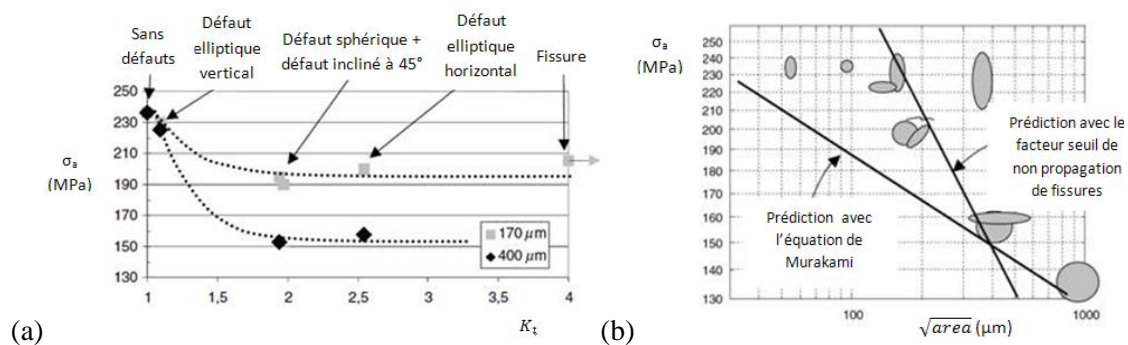 Sans
défauts
Défaut
elliptique
vertical
Défaut sphérique +
défaut incliné à 45°
Défaut
elliptique
horizontal
Fissure
250
230
210
190
170
150
130
σa
(MPa)
170 μm
400 μm
1
1,5
2
2,5
3
3,5
4
Kt
(a)
σa
(MPa)
250
230
220
210
200
190
180
170
160
150
140
130
Prédiction avec le
facteur seuil de
non propagation
de fissures
Prédiction avec
l'équation de
Murakami
100
1000
√area (μm)
(b)